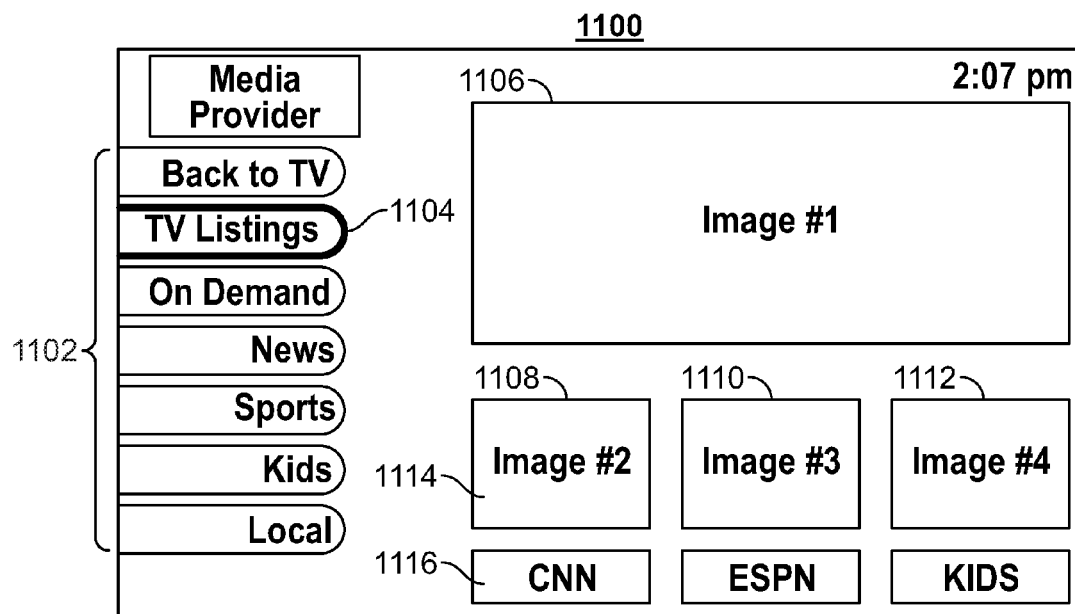 1100
Media
Provider
2:07 pm
1106
Back to TV
TV Listings
1104
Image #1
On Demand
1102
News
Sports
Kids
Local
1108
1110
1112
Image #2
Image #3
Image #4
1114
1116
CNN
ESPN
KIDS